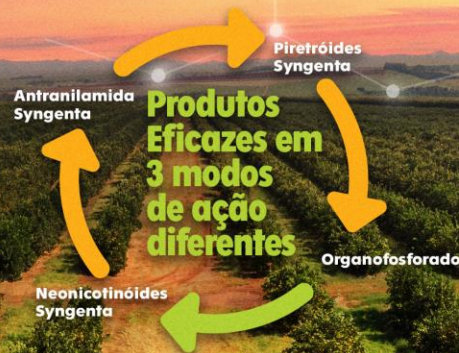 Piretróides
Syngenta
Antranilamida
Syngenta
Produtos
Eficazes em
3 modos
de ação
diferentes
Organofosforado
Neonicotinóides
Syngenta